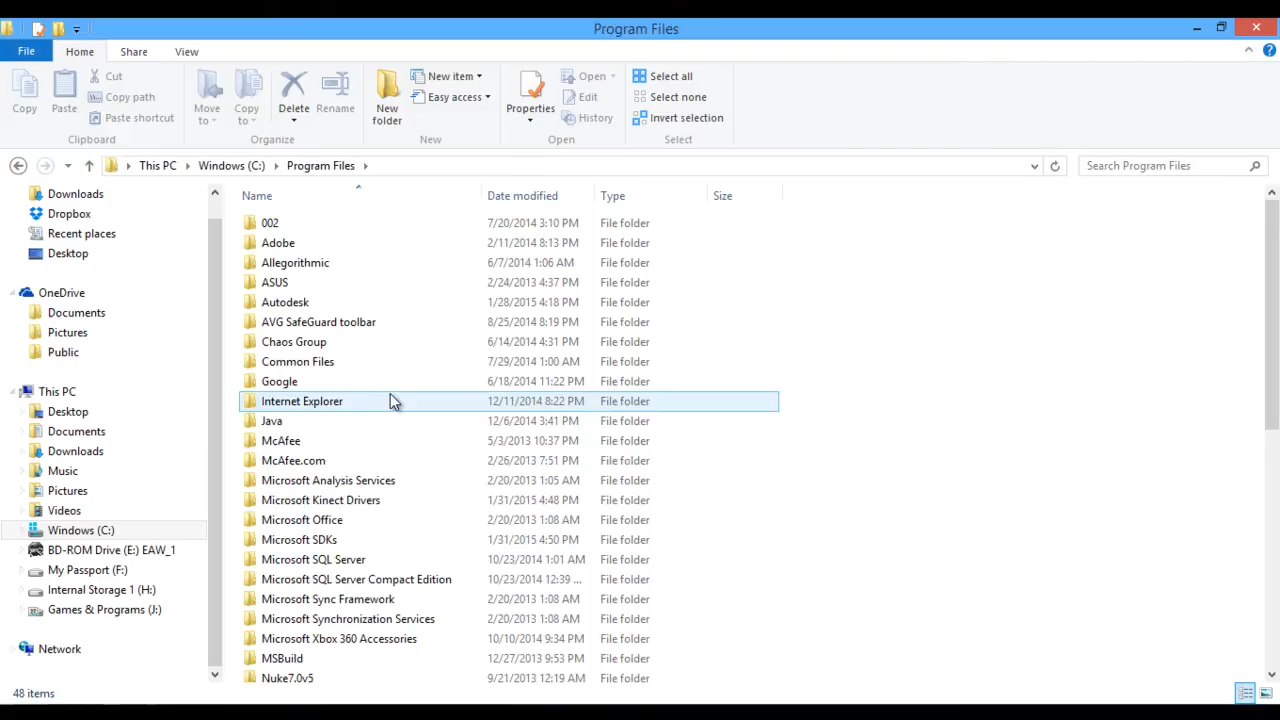 Program Files
File Home Share View
Copy
Paste
Cut
Copy path
Paste shortcut
Clipboard
Move to
Copy to
Delete
Rename
Organize
New folder
New item
Easy access
New
Properties
Open
Edit
History
Open
Select all
Select none
Invert selection
Select
This PC Windows (C:) Program Files
Search Program Files
Downloads
Dropbox
Recent places
Desktop
OneDrive
Documents
Pictures
Public
This PC
Desktop
Documents
Downloads
Music
Pictures
Videos
Windows (C:)
BD-ROM Drive (E:) EAW_1
My Passport (F:)
Internal Storage 1 (H:)
Games & Programs (J:)
Network
Name Date modified Type Size
002 7/20/2014 3:10 PM File folder
Adobe 2/11/2014 8:13 PM File folder
Allegorithmic 6/7/2014 1:06 AM File folder
ASUS 2/24/2013 4:37 PM File folder
Autodesk 1/28/2015 4:18 PM File folder
AVG SafeGuard toolbar 8/25/2014 8:19 PM File folder
Chaos Group 6/14/2014 4:31 PM File folder
Common Files 7/29/2014 1:00 AM File folder
Google 6/18/2014 11:22 PM File folder
Internet Explorer 12/11/2014 8:22 PM File folder
Java 12/6/2014 3:41 PM File folder
McAfee 5/3/2013 10:37 PM File folder
McAfee.com 2/26/2013 7:51 PM File folder
Microsoft Analysis Services 2/20/2013 1:05 AM File folder
Microsoft Kinect Drivers 1/31/2015 4:48 PM File folder
Microsoft Office 2/20/2013 1:08 AM File folder
Microsoft SDKs 1/31/2015 4:50 PM File folder
Microsoft SQL Server 10/23/2014 1:01 AM File folder
Microsoft SQL Server Compact Edition 10/23/2014 12:39 ... File folder
Microsoft Sync Framework 2/20/2013 1:08 AM File folder
Microsoft Synchronization Services 2/20/2013 1:08 AM File folder
Microsoft Xbox 360 Accessories 10/10/2014 9:34 PM File folder
MSBuild 12/27/2013 9:53 PM File folder
Nuke7.0v5 9/21/2013 12:19 AM File folder
48 items